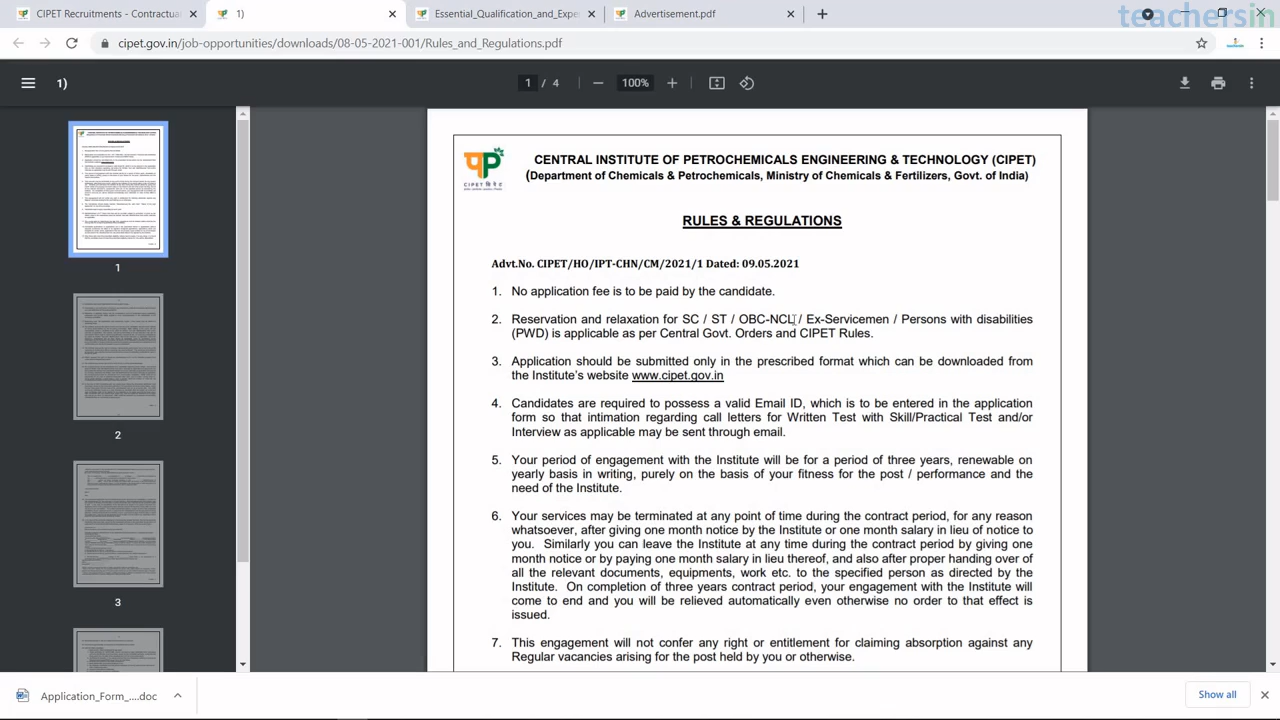 CIPET Recruitments - Contractua
1)
Essential_Qualification_and_Expe
Advertisement.pdf
teachersin
cipet.gov.in/job-opportunities/downloads/08-05-2021-001/Rules_and_Regulations.pdf
1)
1 / 4
100%
CENTRAL INSTITUTE OF PETROCHEMICALS ENGINEERING & TECHNOLOGY (CIPET)
(Department of Chemicals & Petrochemicals, Ministry of Chemicals & Fertilizers, Govt. of India)
RULES & REGULATIONS
Advt.No. CIPET/HO/IPT-CHN/CM/2021/1 Dated: 09.05.2021
1. No application fee is to be paid by the candidate.
2. Reservation and relaxation for SC / ST / OBC-NCL / Ex-Servicemen / Persons with disabilities
(PWD) is applicable as per Central Govt. Orders and CIPET Rules.
3. Application should be submitted only in the prescribed format which can be downloaded from
the Institute's website www.cipet.gov.in
4. Candidates are required to possess a valid Email ID, which is to be entered in the application
form so that intimation regarding call letters for Written Test with Skill/Practical Test and/or
Interview as applicable may be sent through email.
5. Your period of engagement with the Institute will be for a period of three years, renewable on
yearly basis in writing, purely on the basis of your fitness for the post / performance and the
need of the Institute.
6. Your services may be terminated at any point of time during the contract period, for any reason
whatsoever, after giving one month notice by the Institute or one month salary in lieu of notice to
you. Similarly you can leave the Institute at any time during the contract period by giving one
month notice or by paying one month salary in lieu thereof, and also after proper handing over of
all the relevant documents, equipments, work etc. to the specified person as directed by the
Institute. On completion of three years contract period, your engagement with the Institute will
come to end and you will be relieved automatically even otherwise no order to that effect is
issued.
7. This engagement will not confer any right or entitlement for claiming absorption against any
Regular vacancies arising for the post held by you or otherwise.
1
2
3
Application_Form_....doc
Show all